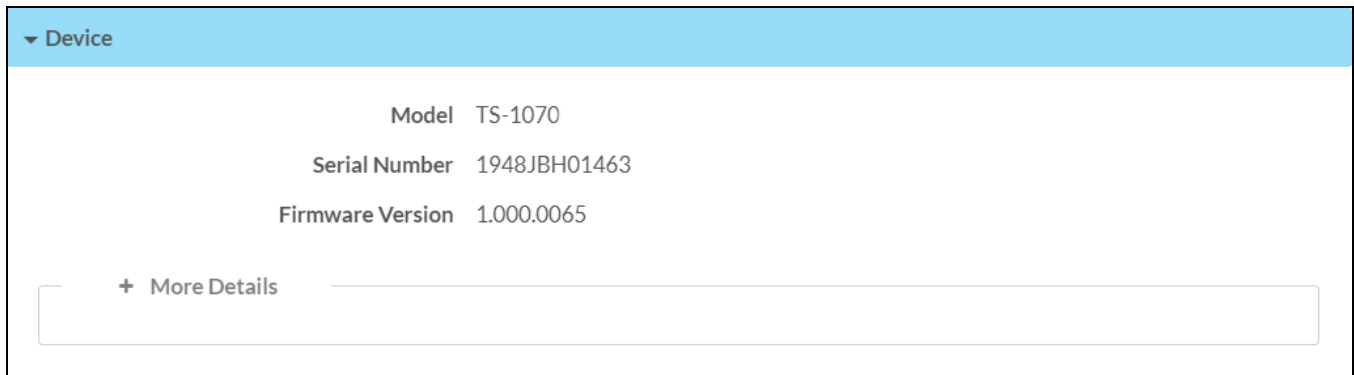 Device
Model TS-1070
Serial Number 1948JBH01463
Firmware Version 1.000.0065
+ More Details